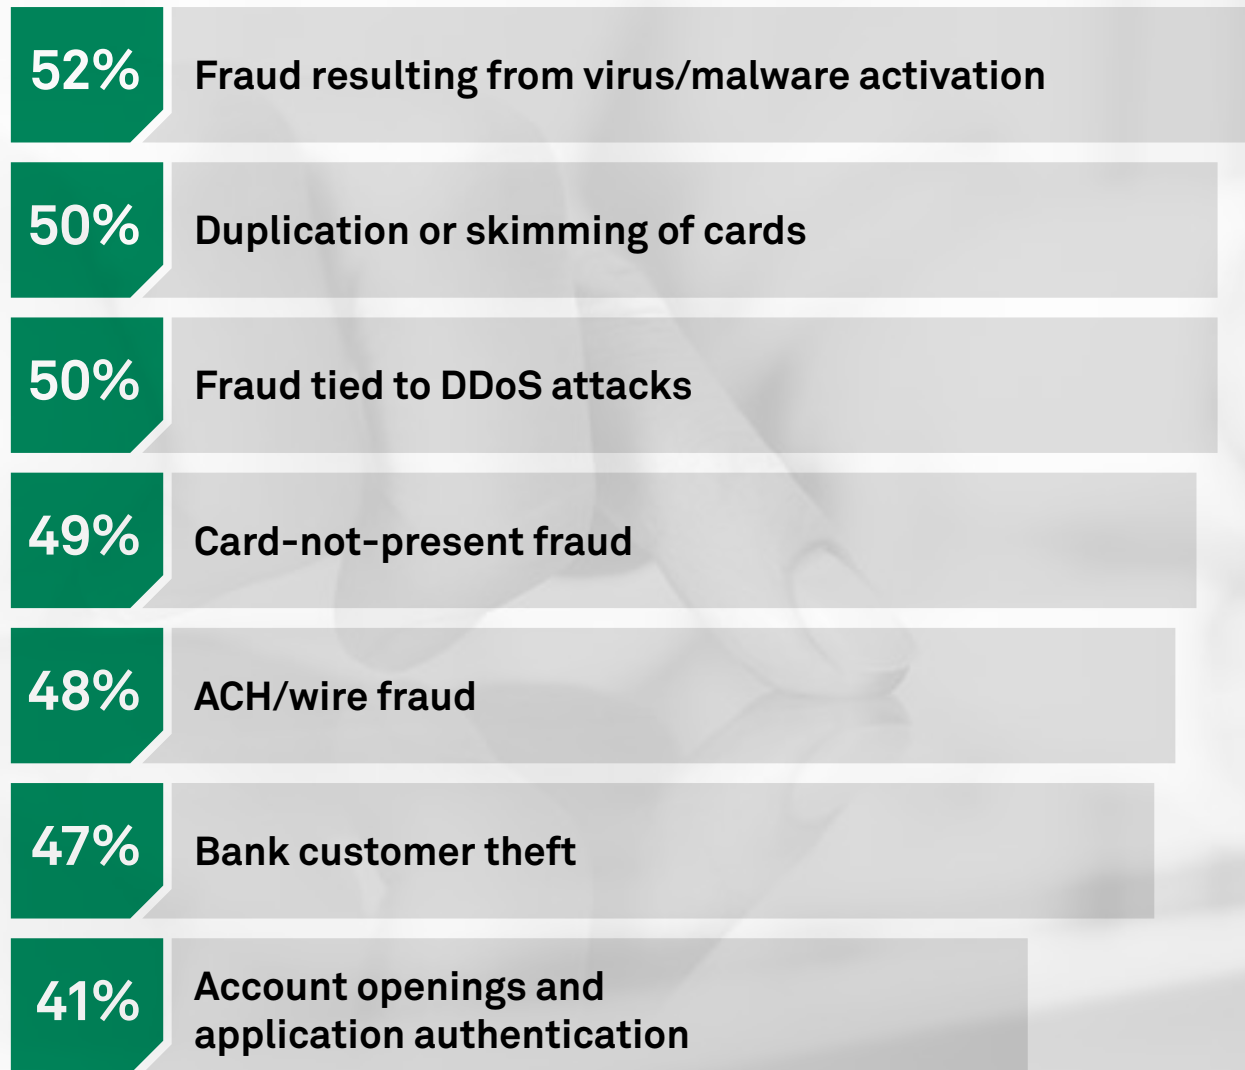 52%
Fraud resulting from virus/malware activation
50%
Duplication or skimming of cards
50%
Fraud tied to DDoS attacks
49%
Card-not-present fraud
48%
ACH/wire fraud
47%
Bank customer theft
41%
Account openings and
application authentication